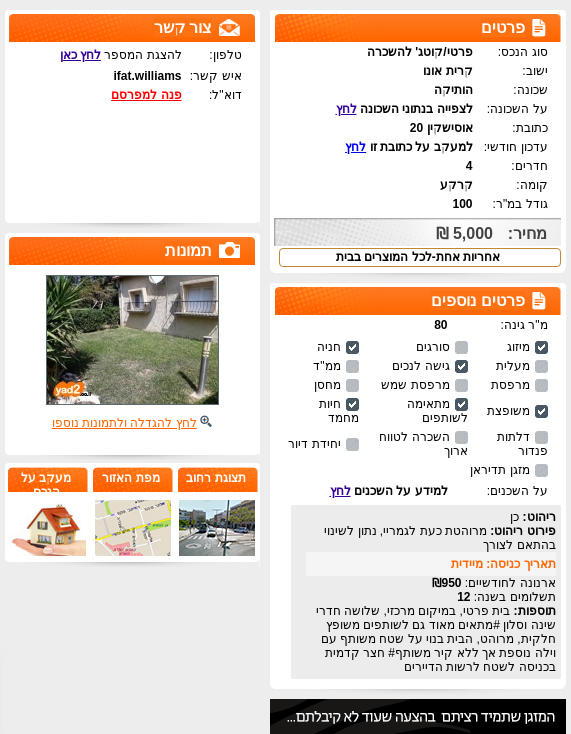 פרטים
סוג הנכס: פרטי/קוטג' להשכרה
ישוב: קרית אונו
שכונה: הותיקה
על השכונה: לצפייה בנתוני השכונה לחץ
כתובת: אוסישקין 20
עדכון חודשי: למעקב על כתובת זו לחץ
חדרים: 4
קומה: קרקע
גודל במ"ר: 100
מחיר: 5,000 ₪
אחריות אחת-לכל המוצרים בבית
פרטים נוספים
מ"ר גינה: 80
מיזוג סורגים חניה
מעלית גישה לנכים ממ"ד
מרפסת מרפסת שמש מחסן
משופצת מתאימה לשותפים חיות מחמד
דלתות פנדור השכרה לטווח ארוך יחידת דיור
מזגן תדיראן
על השכנים: למידע על השכנים לחץ
ריהוט: כן
פירוט ריהוט: מרוהטת כעת לגמריי, נתון לשינוי
בהתאם לצורך
תאריך כניסה: מיידית
ארנונה לחודשיים: 950₪
תשלומים בשנה: 12
תוספות: בית פרטי, במיקום מרכזי, שלושה חדרי
שינה וסלון #מתאים מאוד גם לשותפים משופץ
חלקית, מרוהט, הבית בנוי על שטח משותף עם
וילה נוספת אך ללא קיר משותף# חצר קדמית
בכניסה לשטח לרשות הדיירים
המזגן שתמיד רציתם בהצעה שעוד לא קיבלתם...
צור קשר
טלפון: להצגת המספר לחץ כאן
איש קשר: ifat.williams
דוא"ל: פנה למפרסם
תמונות
yad2
לחץ להגדלה ולתמונות נוספו
תצוגת רחוב
מפת האזור
מעקב על
הנכס